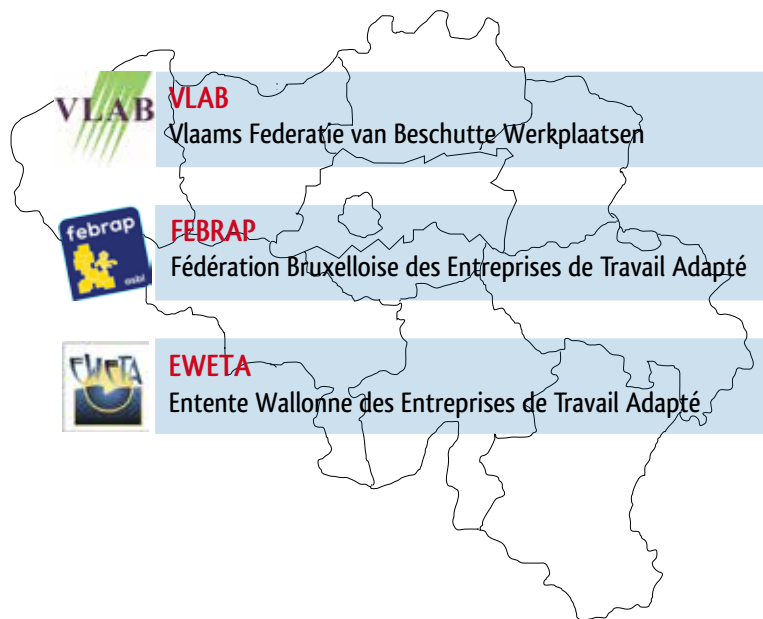 VLAB
VLAB
Vlaams Federatie van Beschutte Werkplaatsen
febrap
asbl
FEBRAP
Fédération Bruxelloise des Entreprises de Travail Adapté
EWETA
EWETA
Entente Wallonne des Entreprises de Travail Adapté